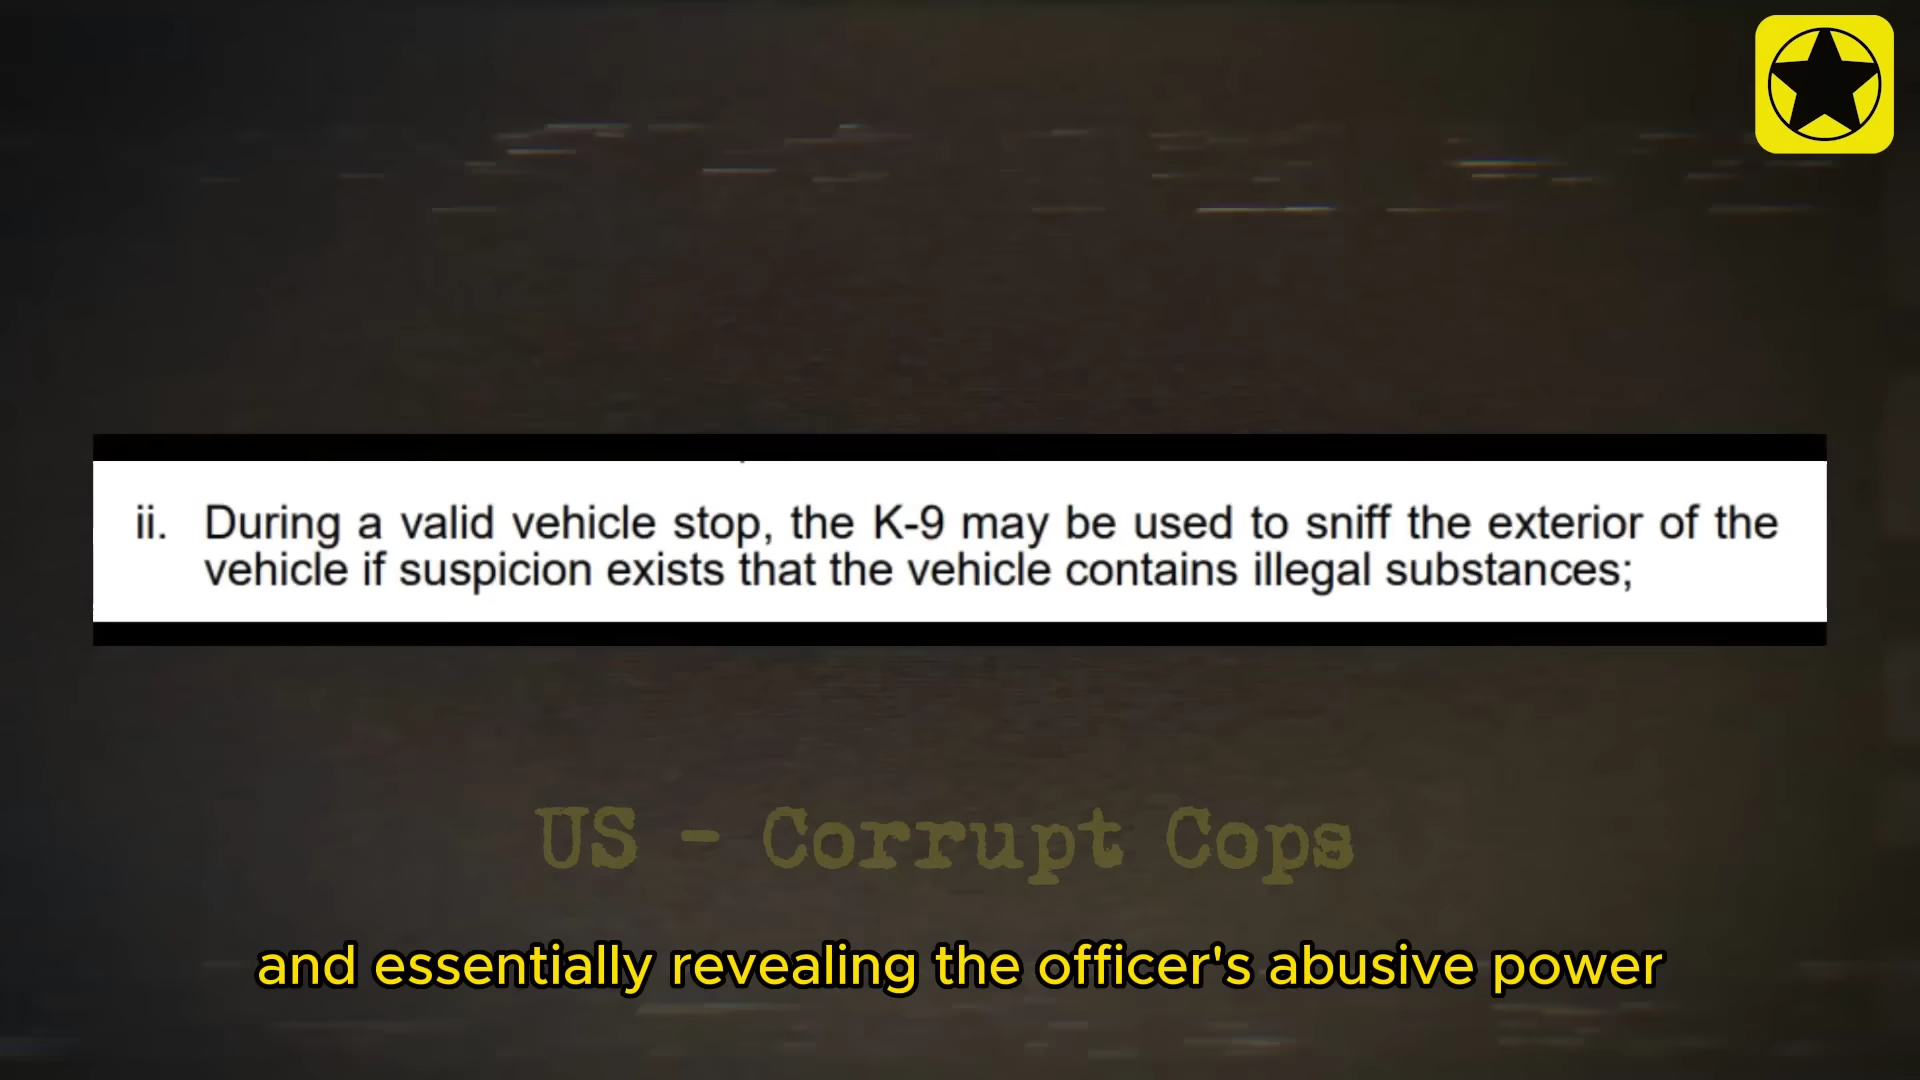 ii. During a valid vehicle stop, the K-9 may be used to sniff the exterior of the
vehicle if suspicion exists that the vehicle contains illegal substances;
US - Corrupt Cops
and essentially revealing the officer's abusive power